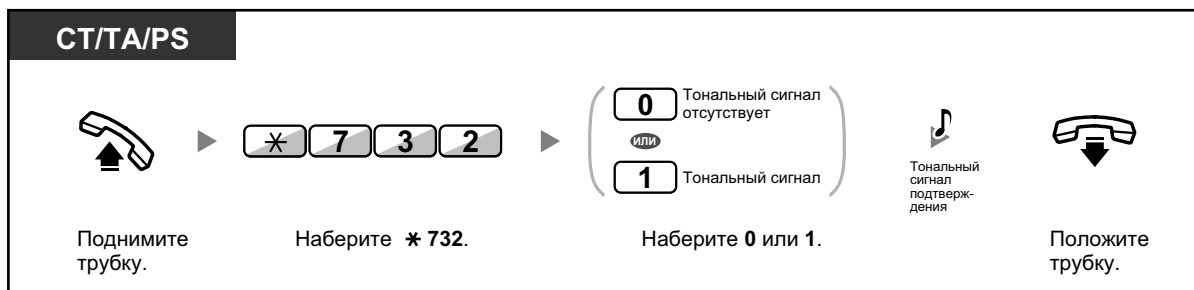 CT/TA/PS
* 7 3 2
0 Тональный сигнал
отсутствует
или
1 Тональный сигнал
Тональный
сигнал
подтверж-
дения
Поднимите
трубку.
Наберите * 732.
Наберите 0 или 1.
Положите
трубку.